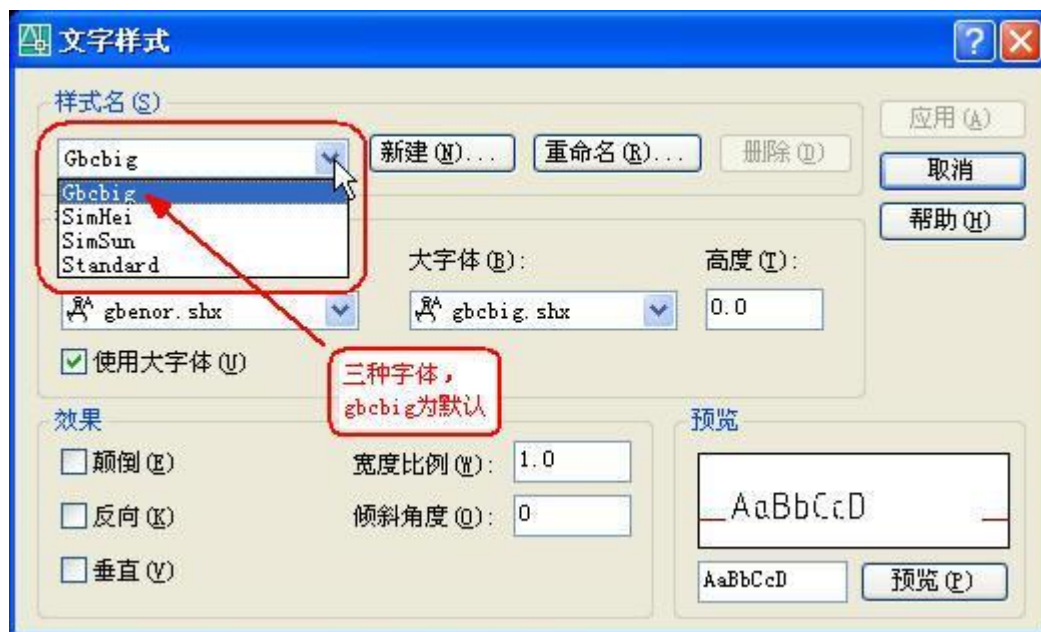 文字样式
样式名(S)
Gbcbig
新建(N)...
重命名(R)...
删除(D)
应用(A)
取消
帮助(H)
Gbcbig
SimHei
SimSun
Standard
大字体(B):
高度(T):
gbenor.shx
gbcbig.shx
0.0
使用大字体(U)
三种字体，
gbcbig为默认
效果
颠倒(E)
反向(K)
垂直(V)
宽度比例(W):
1.0
倾斜角度(O):
0
预览
AaBbCcD
AaBbCcD
预览(P)